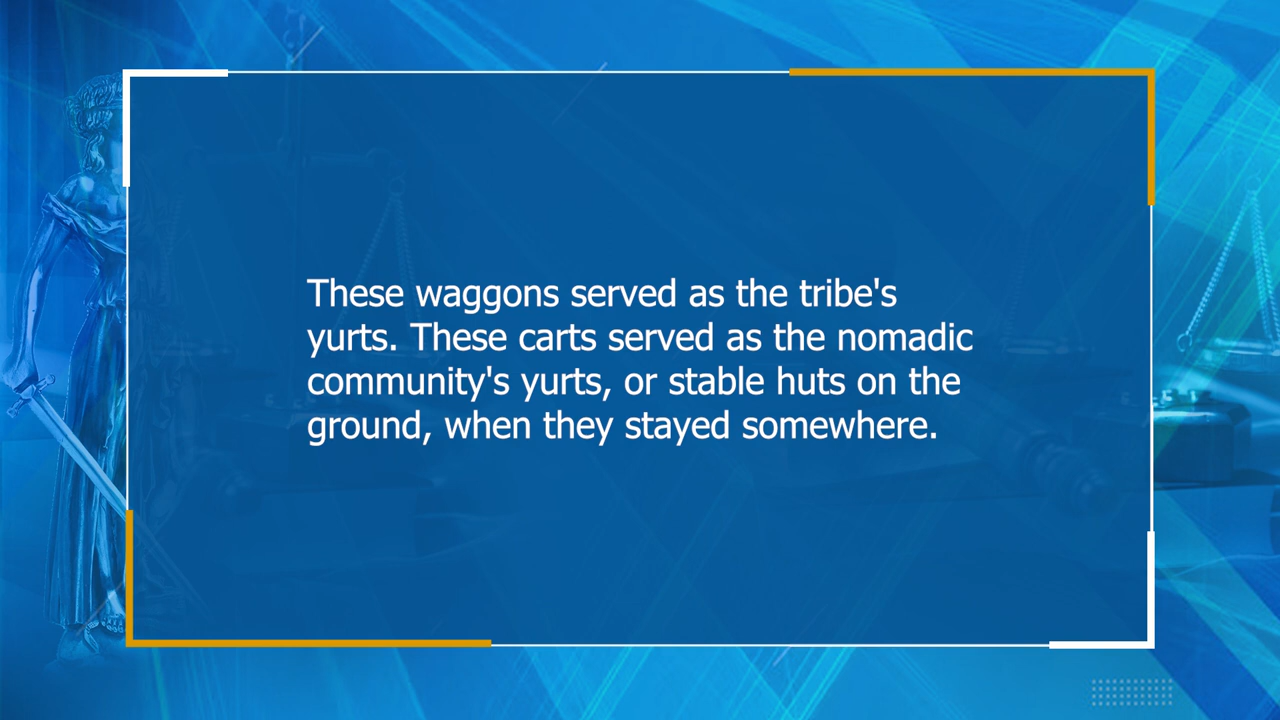 These waggons served as the tribe's
yurts. These carts served as the nomadic
community's yurts, or stable huts on the
ground, when they stayed somewhere.